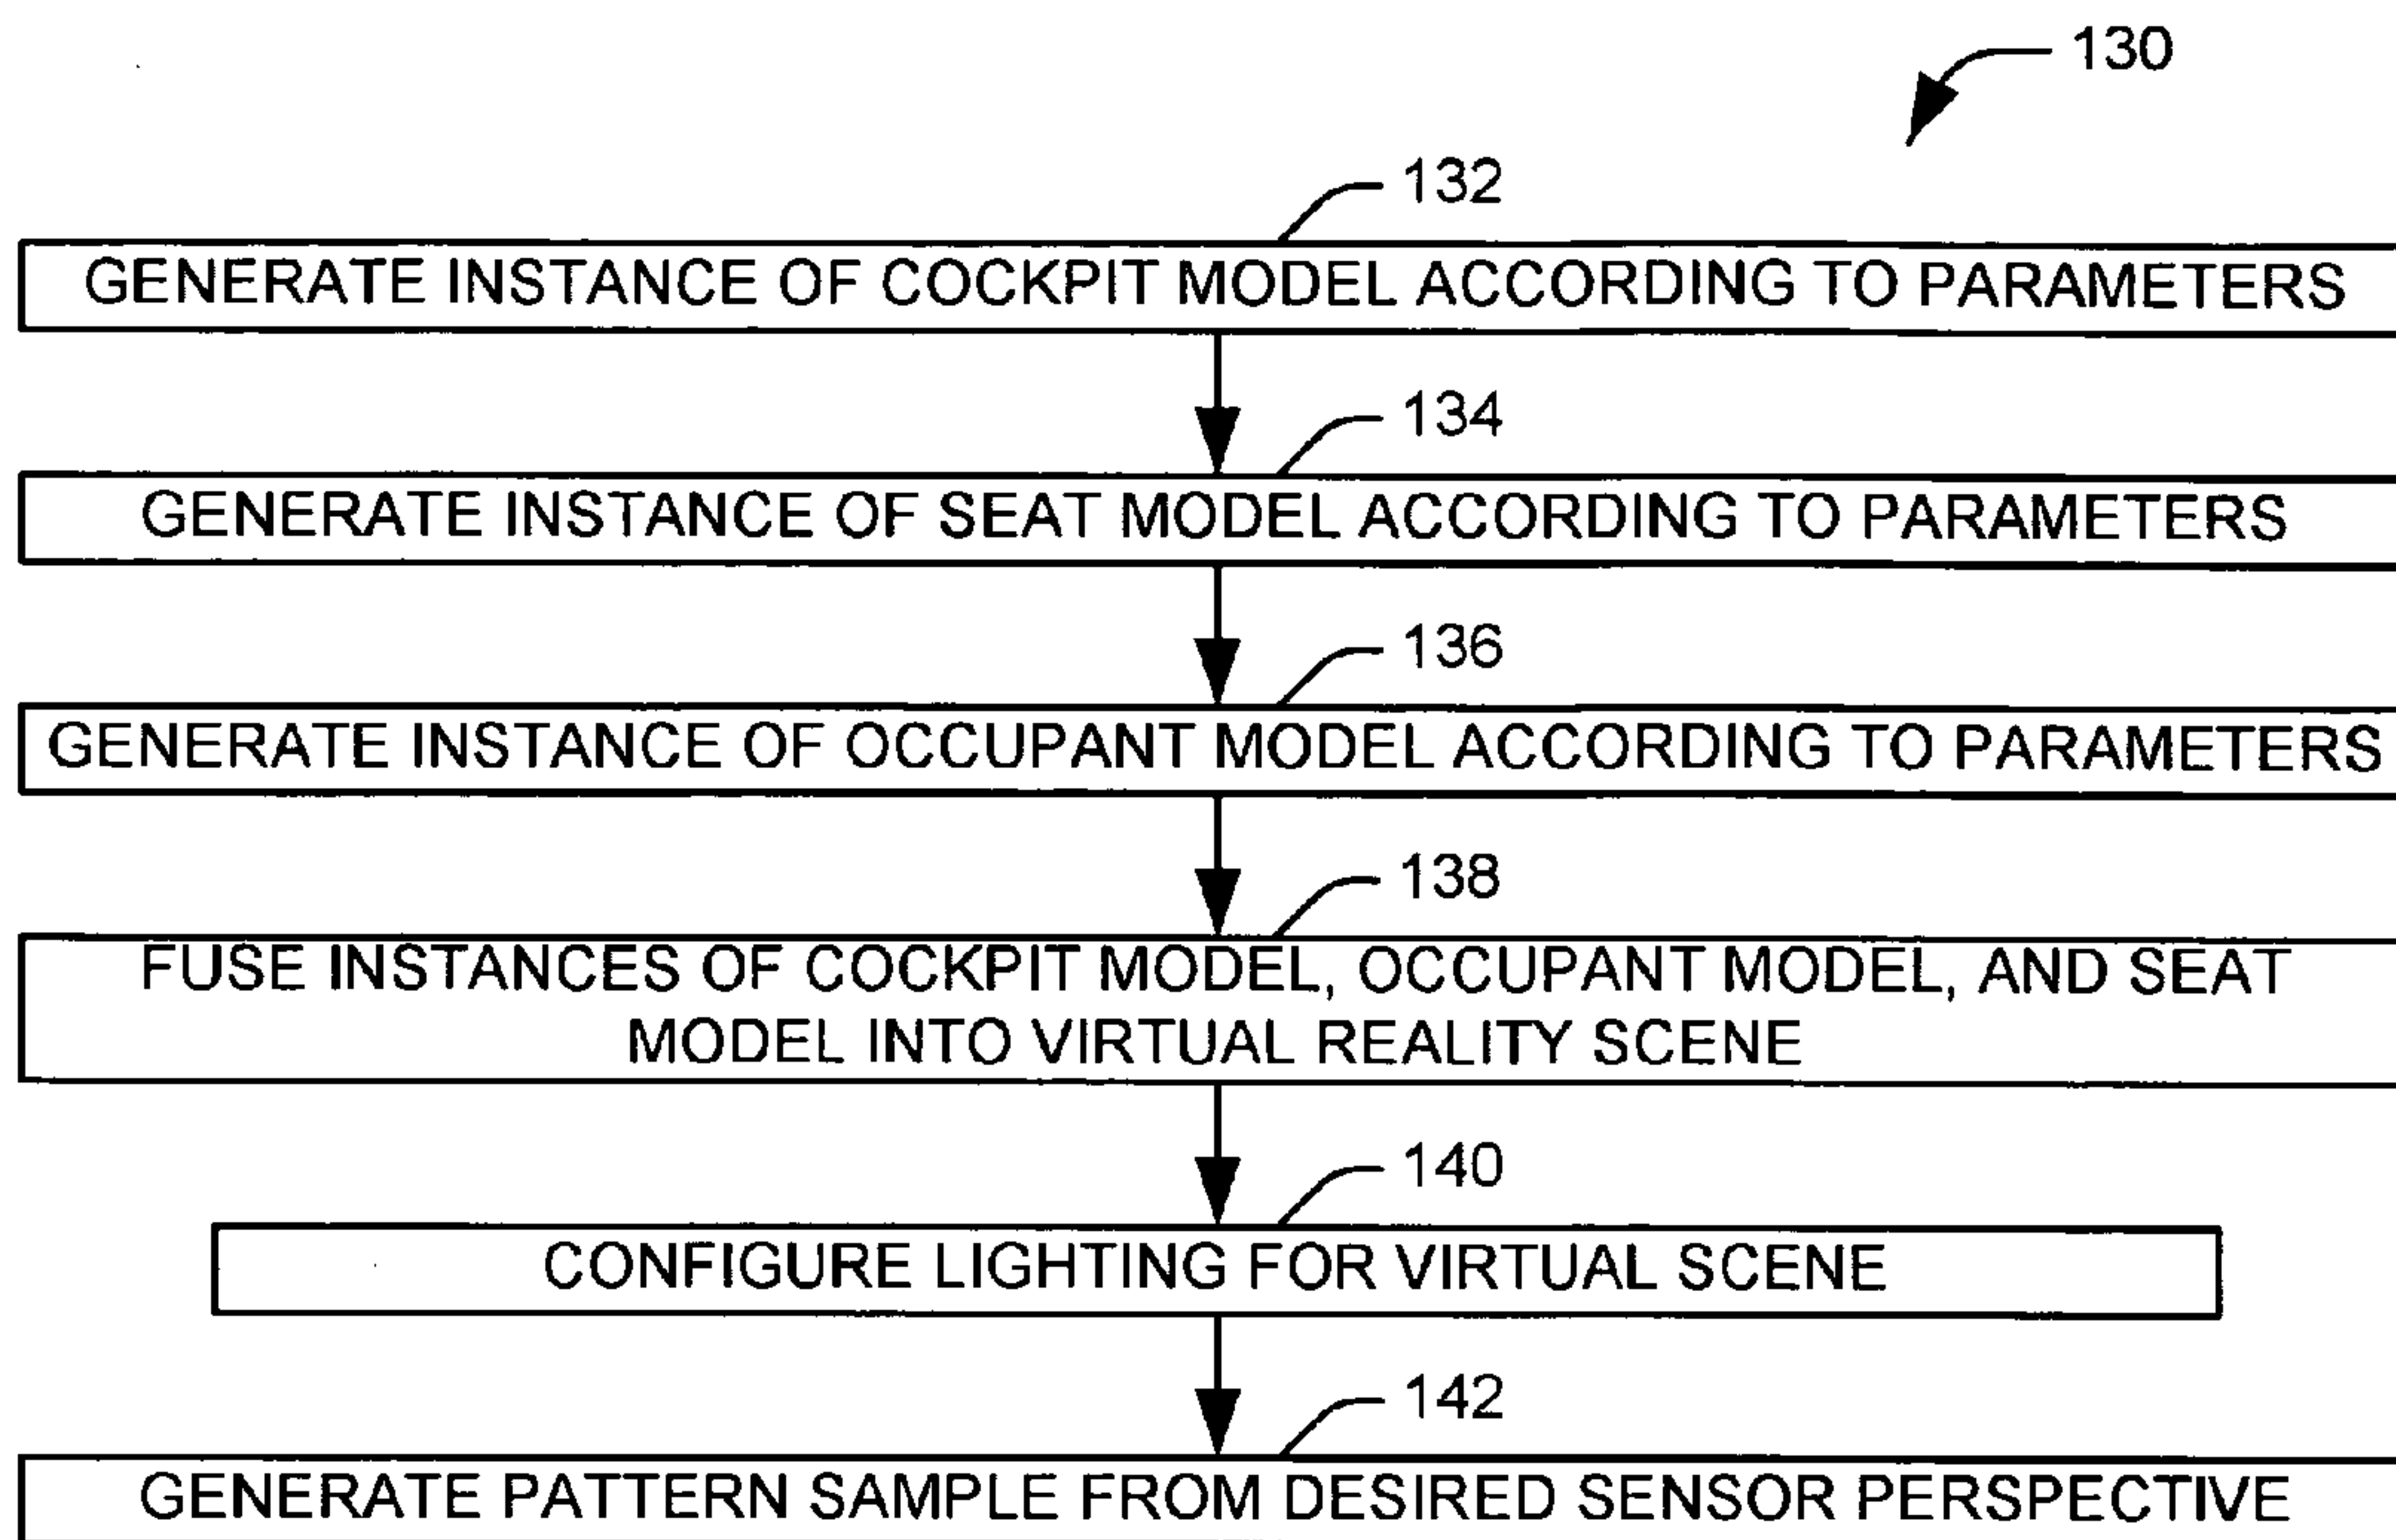 130
132
GENERATE INSTANCE OF COCKPIT MODEL ACCORDING TO PARAMETERS
134
GENERATE INSTANCE OF SEAT MODEL ACCORDING TO PARAMETERS
136
GENERATE INSTANCE OF OCCUPANT MODEL ACCORDING TO PARAMETERS
138
FUSE INSTANCES OF COCKPIT MODEL, OCCUPANT MODEL, AND SEAT
MODEL INTO VIRTUAL REALITY SCENE
140
CONFIGURE LIGHTING FOR VIRTUAL SCENE
142
GENERATE PATTERN SAMPLE FROM DESIRED SENSOR PERSPECTIVE